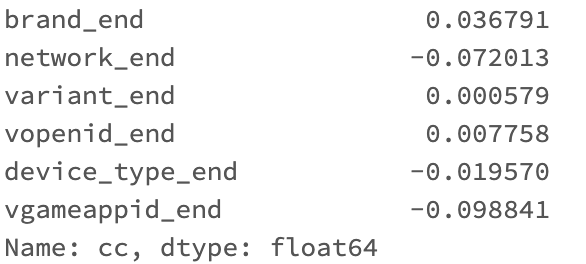 brand_end 0.036791
network_end -0.072013
variant_end 0.000579
vopenid_end 0.007758
device_type_end -0.019570
vgameappid_end -0.098841
Name: cc, dtype: float64